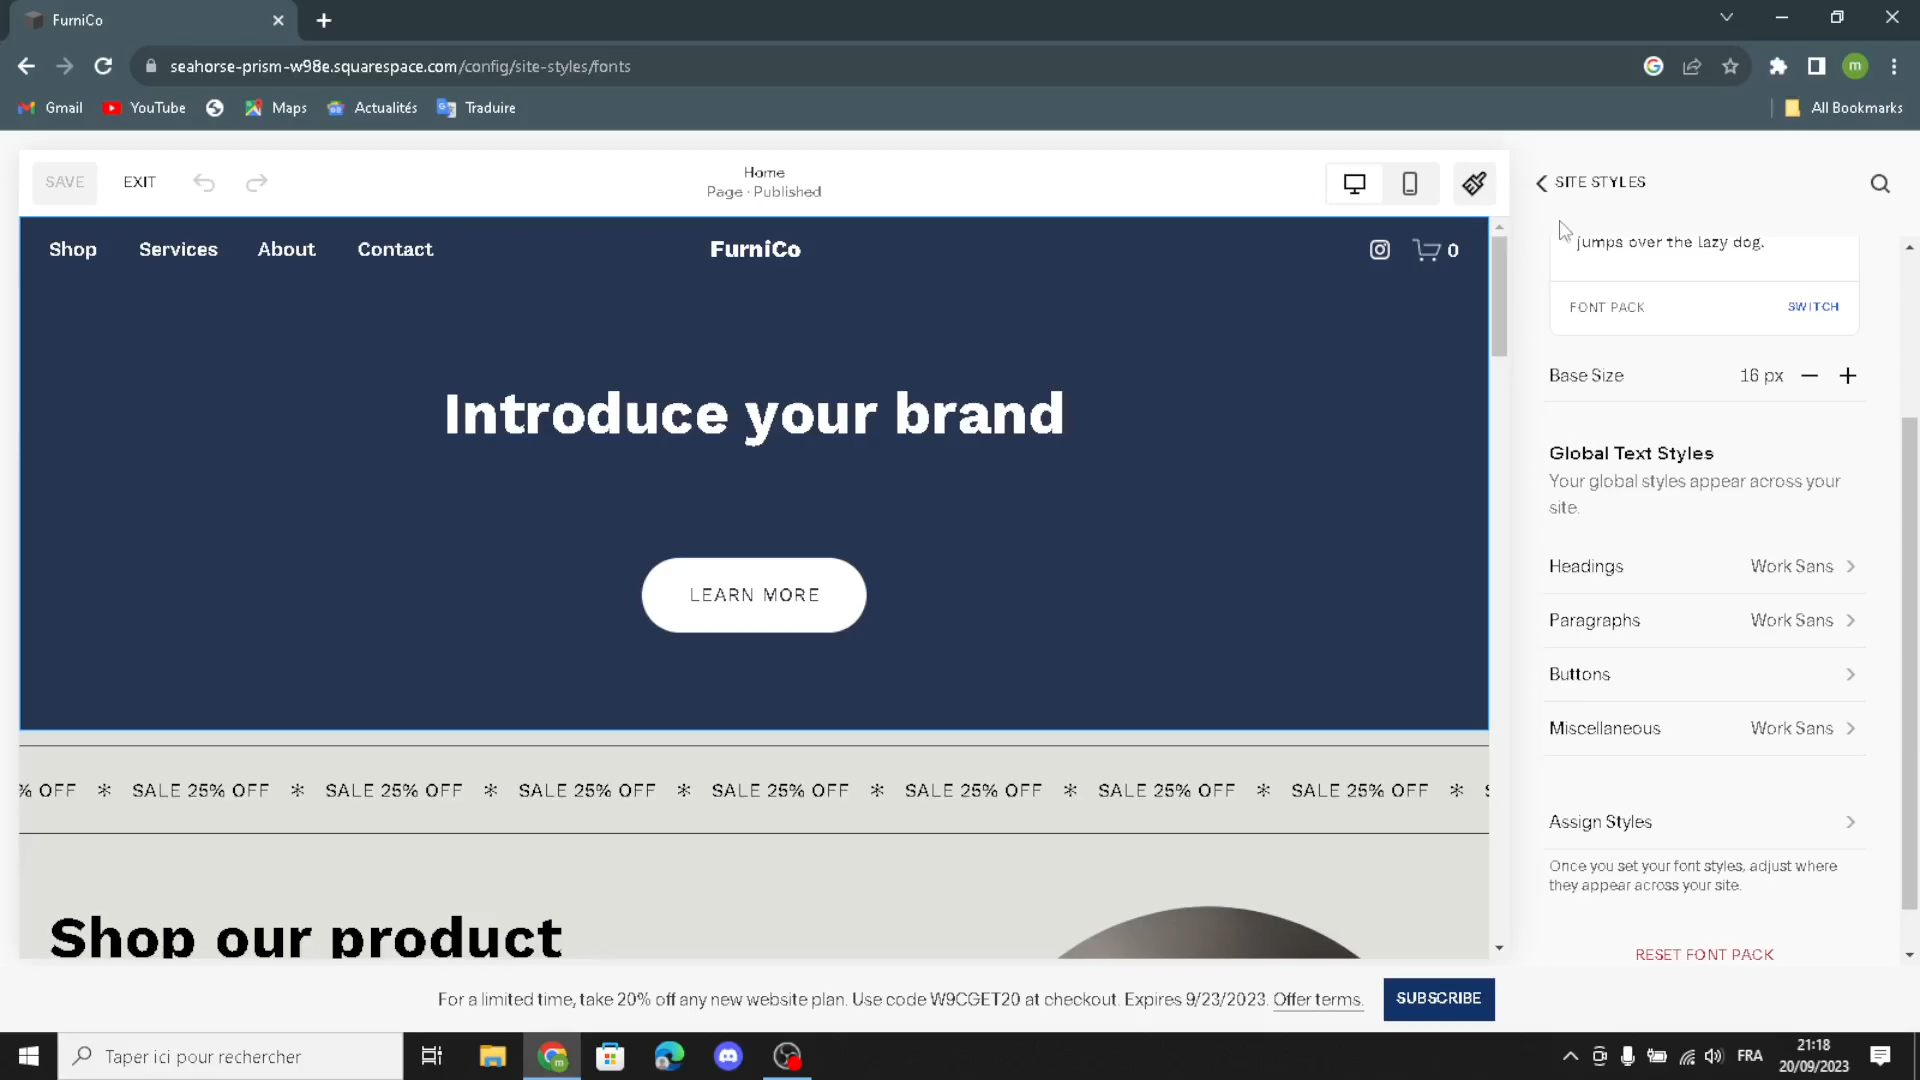 FurniCo
seahorse-prism-w98e.squarespace.com/config/site-styles/fonts
m
Gmail
YouTube
Maps
Actualités
Traduire
All Bookmarks
SAVE
EXIT
Home
Page · Published
Shop
Services
About
Contact
FurniCo
0
Introduce your brand
LEARN MORE
% OFF * SALE 25% OFF * SALE 25% OFF * SALE 25% OFF * SALE 25% OFF * SALE 25% OFF * SALE 25% OFF * SALE 25% OFF *
Shop our product
SITE STYLES
jumps over the lazy dog.
FONT PACK
SWITCH
Base Size
16 px
Global Text Styles
Your global styles appear across your
site.
Headings
Work Sans
Paragraphs
Work Sans
Buttons
Miscellaneous
Work Sans
Assign Styles
Once you set your font styles, adjust where
they appear across your site.
RESET FONT PACK
For a limited time, take 20% off any new website plan. Use code W9CGET20 at checkout. Expires 9/23/2023. Offer terms.
SUBSCRIBE
Taper ici pour rechercher
FRA
21:18
20/09/2023